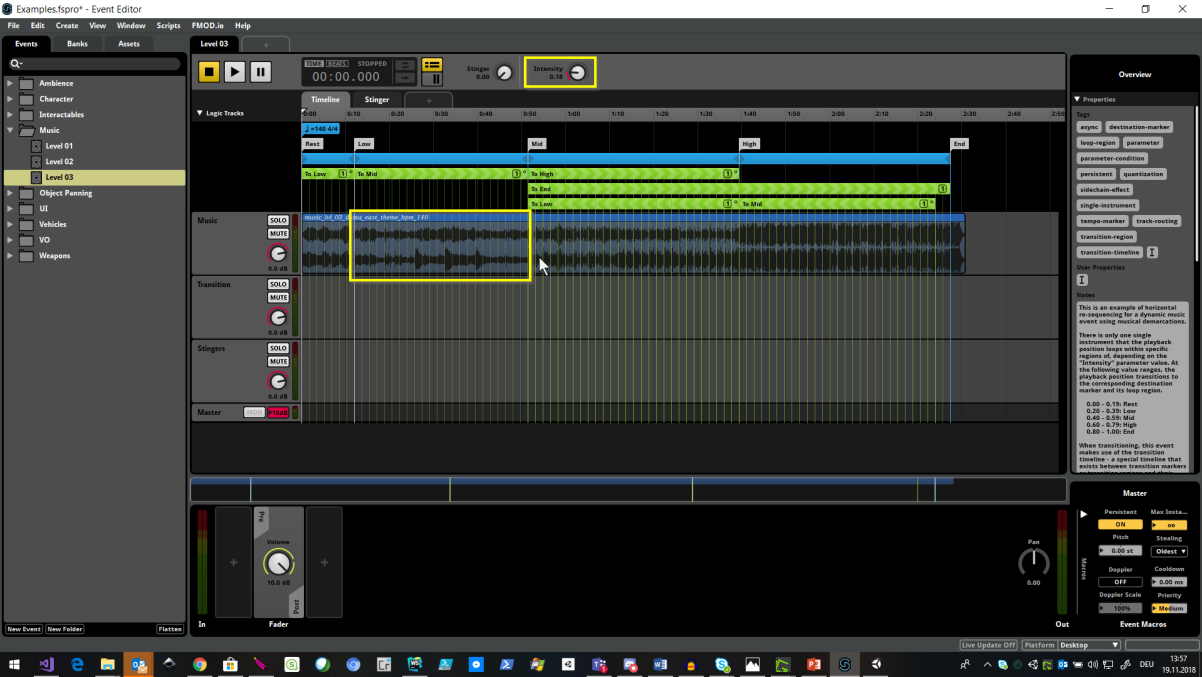 Examples.fspro* - Event Editor
File Edit Create View Window Scripts FMOD.io Help
Events Banks Assets
Level 03 +
TIME BEATS STOPPED
00:00.000
Stinger
0.00
Intensity
0.18
Ambience
Character
Interactables
Music
Level 01
Level 02
Level 03
Object Panning
UI
Vehicles
VO
Weapons
Timeline Stinger +
Logic Tracks
0:00 0:10 0:20 0:30 0:40 0:50 1:00 1:10 1:20 1:30 1:40 1:50 2:00 2:10 2:20 2:30 2:40 2:50
=140 4/4
Rest Low Mid High End
To Low 1 To Mid 1 To High 1
To End 1
To Low 1 To Mid 1
Music SOLO
MUTE
0.0 dB
Transition SOLO
MUTE
0.0 dB
Stingers SOLO
MUTE
0.0 dB
Master MON
Overview
Properties
Tags
async destination-marker
loop-region parameter
parameter-condition
persistent quantization
sidechain-effect
single-instrument
tempo-marker track-routing
transition-region
transition-timeline
User Properties
Notes
This is an example of horizontal
re-sequencing for a dynamic music
event using musical demarcations.
There is only one single
instrument that the playback
position loops within specific
regions of, depending on the
"Intensity" parameter value. At
the following value ranges, the
playback position transitions to
the corresponding destination
marker and its loop region.
0.00 - 0.19: Rest
0.20 - 0.39: Low
0.40 - 0.59: Mid
0.60 - 0.79: High
0.80 - 1.00: End
When transitioning, this event
makes use of the transition
timeline - a special timeline that
exists between transition markers
Pre
Volume
10.0 dB
Post
In Fader
Pan
0.00
Out
Master
Macros
Persistent Max Insta...
ON ∞
Pitch Stealing
0.00 st Oldest
Doppler Cooldown
OFF 0.00 ms
Doppler Scale Priority
100% Medium
Event Macros
New Event New Folder Flatten
Live Update Off Platform Desktop
DEU
13:57
19.11.2018